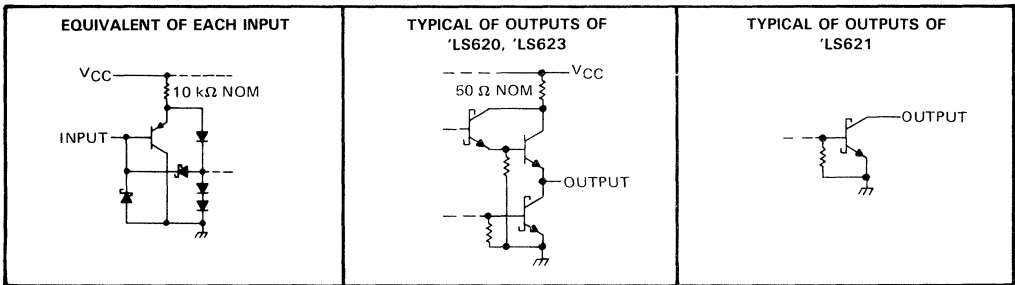 EQUIVALENT OF EACH INPUT
VCC
10 kΩ NOM
INPUT
TYPICAL OF OUTPUTS OF
'LS620, 'LS623
VCC
50 Ω NOM
OUTPUT
TYPICAL OF OUTPUTS OF
'LS621
OUTPUT